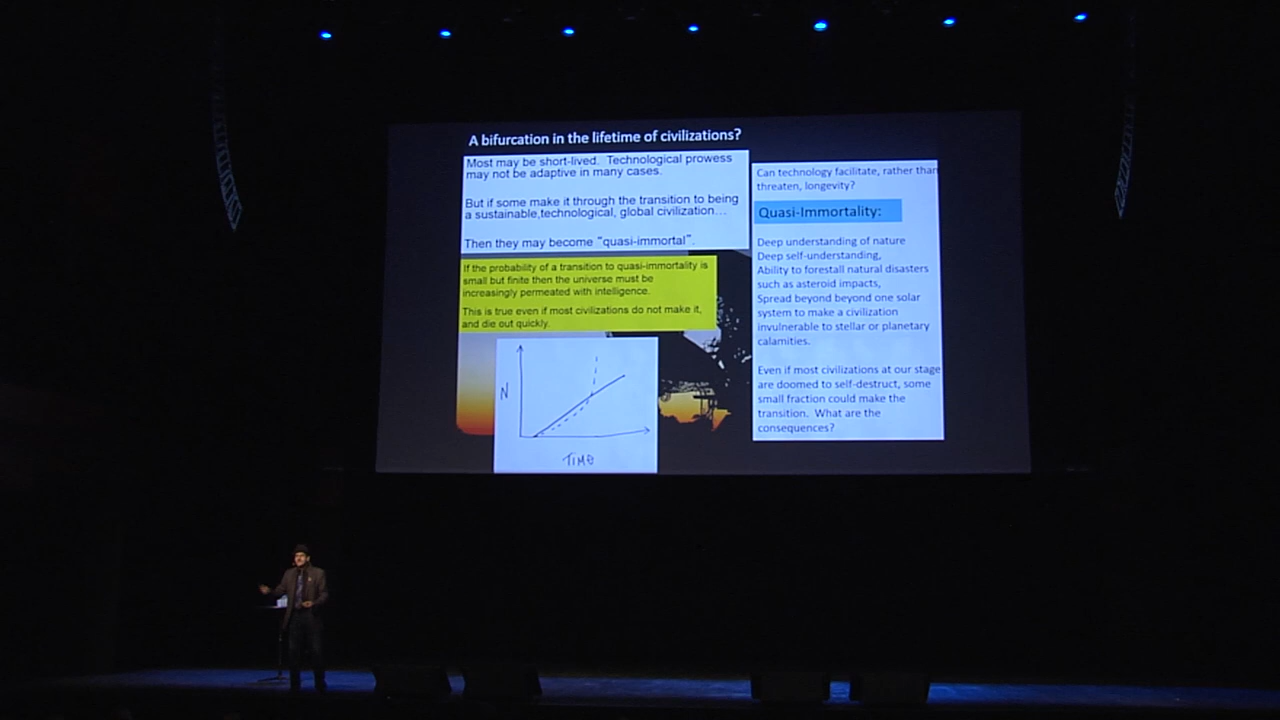 A bifurcation in the lifetime of civilizations?
Most may be short-lived. Technological prowess
may not be adaptive in many cases.
But if some make it through the transition to being
a sustainable,technological, global civilization...
Then they may become "quasi-immortal".
If the probability of a transition to quasi-immortality is
small but finite then the universe must be
increasingly permeated with intelligence.
This is true even if most civilizations do not make it,
and die out quickly.
N
TIME
Can technology facilitate, rather than
threaten, longevity?
Quasi-Immortality:
Deep understanding of nature
Deep self-understanding,
Ability to forestall natural disasters
such as asteroid impacts,
Spread beyond beyond one solar
system to make a civilization
invulnerable to stellar or planetary
calamities.
Even if most civilizations at our stage
are doomed to self-destruct, some
small fraction could make the
transition. What are the
consequences?